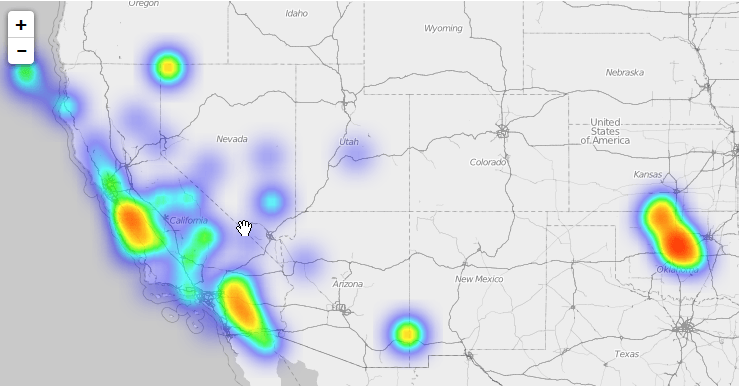 Oregon
+
−
Idaho
Wyoming
Nebraska
United
States
of America
Nevada
Utah
Colorado
Kansas
California
Oklahoma
Arizona
New Mexico
Texas